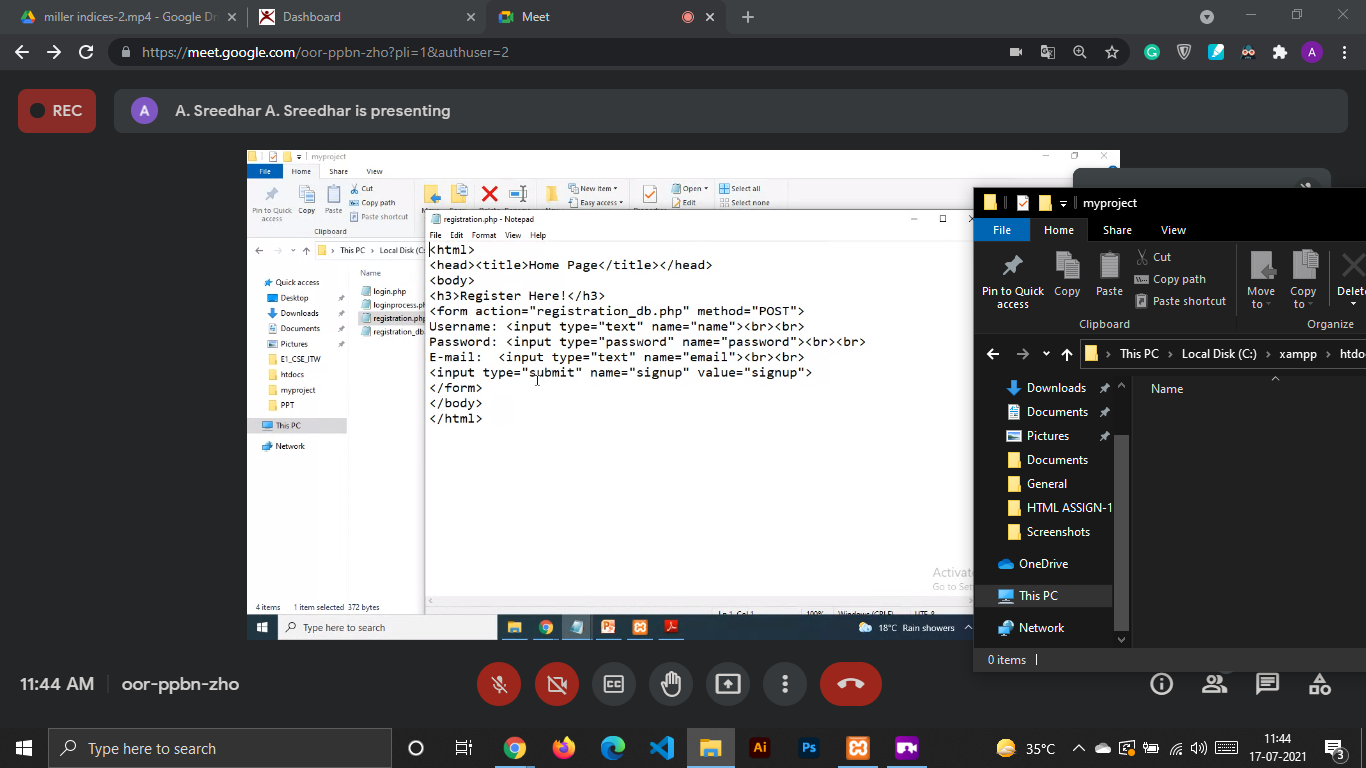 miller indices-2.mp4 - Google Dr
Dashboard
Meet
https://meet.google.com/oor-ppbn-zho?pli=1&authuser=2
A
REC
A
A. Sreedhar A. Sreedhar is presenting
myproject
File Home Share View
Pin to Quick access
Copy
Paste
Cut
Copy path
Paste shortcut
Clipboard
New item
Easy access
Open
Edit
Select all
Select none
This PC
Local Disk (C:
Quick access
Desktop
Downloads
Documents
Pictures
E1_CSE_ITW
htdocs
myproject
PPT
This PC
Network
Name
login.php
loginprocess.ph
registration.php
registration_db
4 items 1 item selected 372 bytes
registration.php - Notepad
File Edit Format View Help
<html>
<head><title>Home Page</title></head>
<body>
<h3>Register Here!</h3>
<form action="registration_db.php" method="POST">
Username: <input type="text" name="name"><br><br>
Password: <input type="password" name="password"><br><br>
E-mail:  <input type="text" name="email"><br><br>
<input type="submit" name="signup" value="signup">
</form>
</body>
</html>
Activate
Go to Set
Type here to search
18°C Rain showers
myproject
File Home Share View
Pin to Quick access
Copy
Paste
Cut
Copy path
Paste shortcut
Clipboard
Move to
Copy to
Delet
Organize
This PC
Local Disk (C:)
xampp
htdo
Downloads
Documents
Pictures
Documents
General
HTML ASSIGN-1
Screenshots
OneDrive
This PC
Network
Name
0 items
11:44 AM
oor-ppbn-zho
Type here to search
Ai
Ps
35°C
11:44
17-07-2021
3